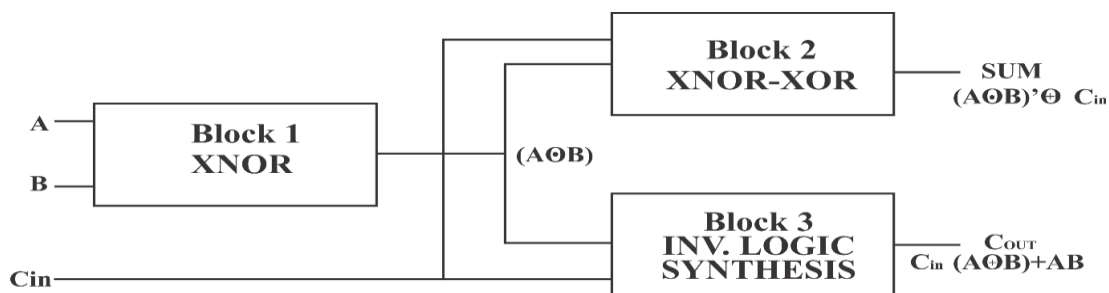 A
B
Cin
Block 1
XNOR
(AΘB)
Block 2
XNOR-XOR
SUM
(AΘB)’Θ Cin
Block 3
INV. LOGIC
SYNTHESIS
COUT
Cin (A⊕B)+AB